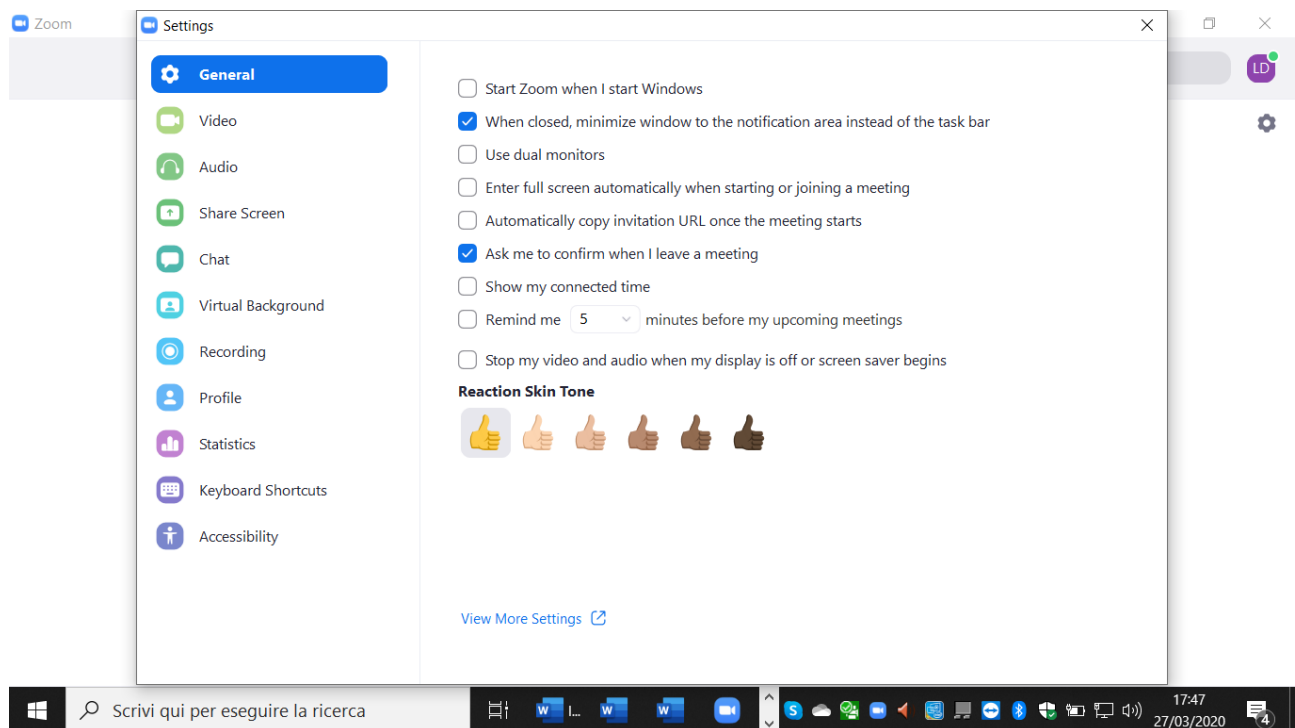 Zoom
Settings
LD
General
Video
Audio
Share Screen
Chat
Virtual Background
Recording
Profile
Statistics
Keyboard Shortcuts
Accessibility
Start Zoom when I start Windows
When closed, minimize window to the notification area instead of the task bar
Use dual monitors
Enter full screen automatically when starting or joining a meeting
Automatically copy invitation URL once the meeting starts
Ask me to confirm when I leave a meeting
Show my connected time
Remind me 5 minutes before my upcoming meetings
Stop my video and audio when my display is off or screen saver begins
Reaction Skin Tone
View More Settings
Scrivi qui per eseguire la ricerca
W I...
W
W
S
17:47
27/03/2020
4